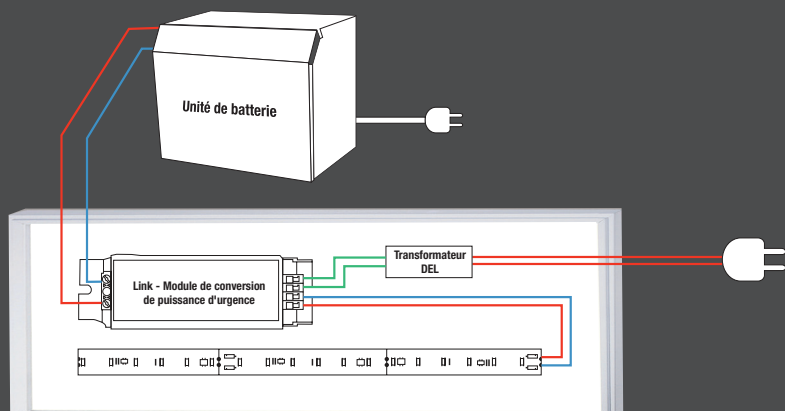 Unité de batterie
Transformateur
DEL
Link - Module de conversion
de puissance d'urgence